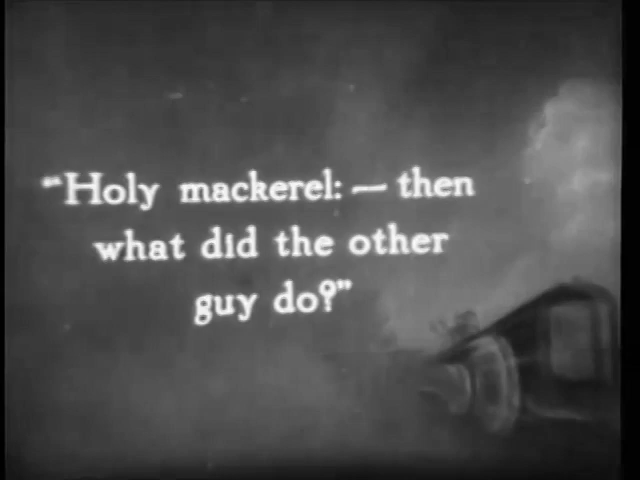 "Holy mackerel: — then
what did the other
guy do?"